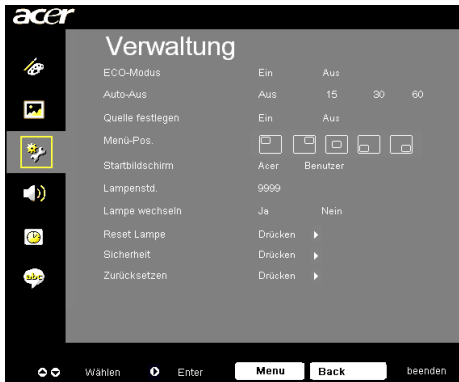 acer
Verwaltung
ECO-Modus Ein Aus
Auto-Aus Aus 15 30 60
Quelle festlegen Ein Aus
Menü-Pos.
Startbildschirm Acer Benutzer
Lampenstd. 9999
Lampe wechseln Ja Nein
Reset Lampe Drücken
Sicherheit Drücken
Zurücksetzen Drücken
abc
Wählen Enter Menu Back beenden